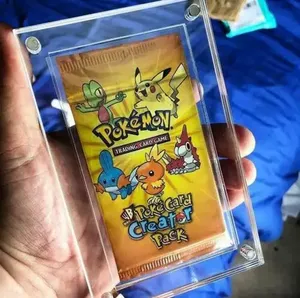 POKéMON
TRADING CARD GAME
Poké Card
Creator
Pack